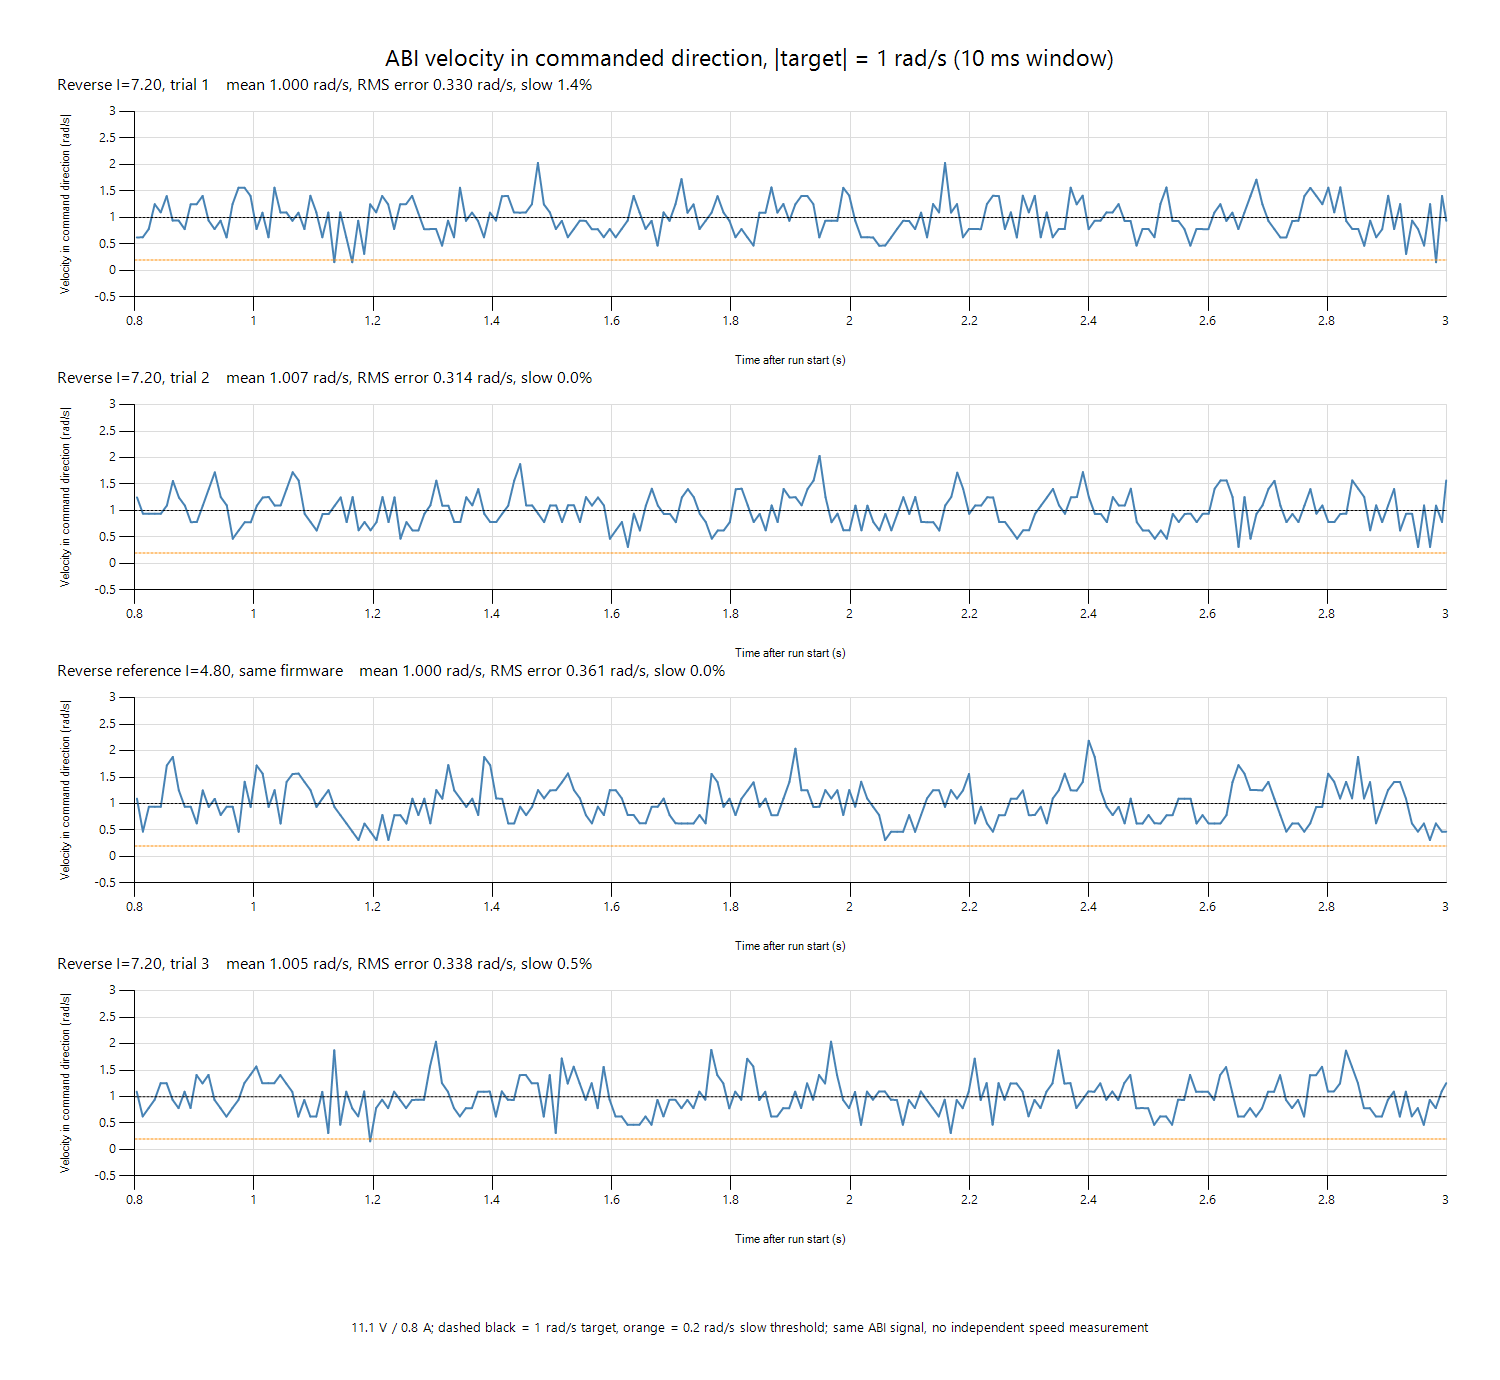 ABI velocity in commanded direction, |target| = 1 rad/s (10 ms window)
Reverse I=7.20, trial 1    mean 1.000 rad/s, RMS error 0.330 rad/s, slow 1.4%
Velocity in command direction (rad/s|
3
2.5
2
1.5
1
0.5
0
-0.5
0.8 1 1.2 1.4 1.6 1.8 2 2.2 2.4 2.6 2.8 3
Time after run start (s)
Reverse I=7.20, trial 2    mean 1.007 rad/s, RMS error 0.314 rad/s, slow 0.0%
Velocity in command direction (rad/s|
3
2.5
2
1.5
1
0.5
0
-0.5
0.8 1 1.2 1.4 1.6 1.8 2 2.2 2.4 2.6 2.8 3
Time after run start (s)
Reverse reference I=4.80, same firmware    mean 1.000 rad/s, RMS error 0.361 rad/s, slow 0.0%
Velocity in command direction (rad/s|
3
2.5
2
1.5
1
0.5
0
-0.5
0.8 1 1.2 1.4 1.6 1.8 2 2.2 2.4 2.6 2.8 3
Time after run start (s)
Reverse I=7.20, trial 3    mean 1.005 rad/s, RMS error 0.338 rad/s, slow 0.5%
Velocity in command direction (rad/s|
3
2.5
2
1.5
1
0.5
0
-0.5
0.8 1 1.2 1.4 1.6 1.8 2 2.2 2.4 2.6 2.8 3
Time after run start (s)
11.1 V / 0.8 A; dashed black = 1 rad/s target, orange = 0.2 rad/s slow threshold; same ABI signal, no independent speed measurement